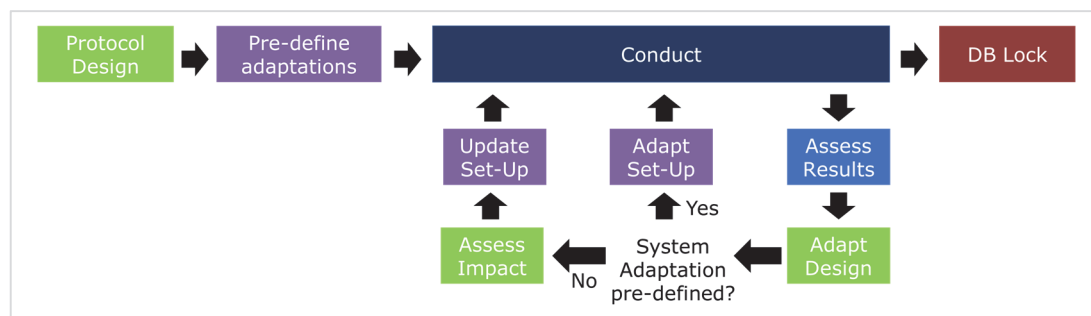 Protocol
Design
Pre-define
adaptations
Conduct
DB Lock
Update
Set-Up
Adapt
Set-Up
Assess
Results
Yes
Assess
Impact
No
System
Adaptation
pre-defined?
Adapt
Design